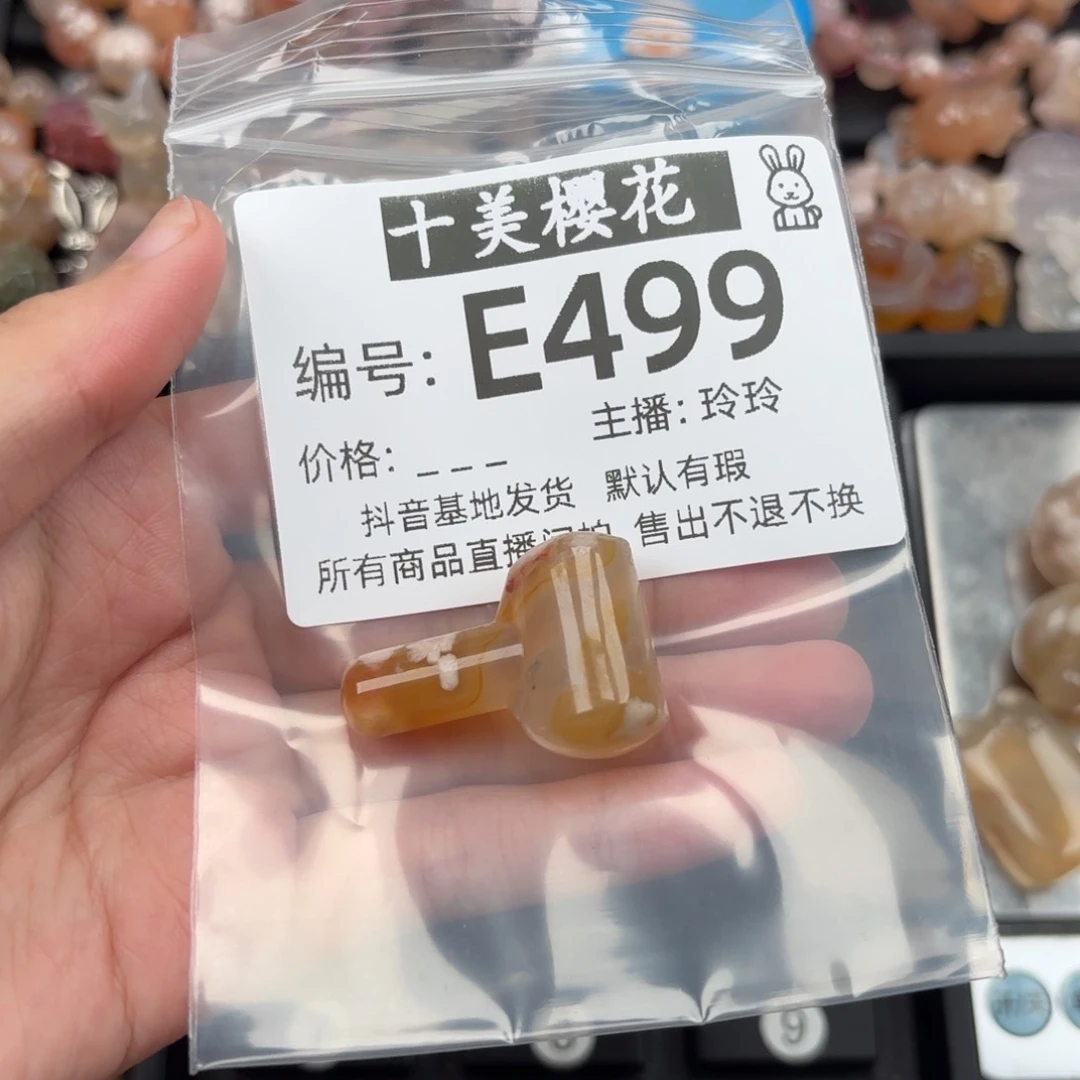 十美樱花
编号: E499
价格: _ _ _ 主播: 玲玲
抖音基地发货 默认有瑕
所有商品直播 售出不退不换
9